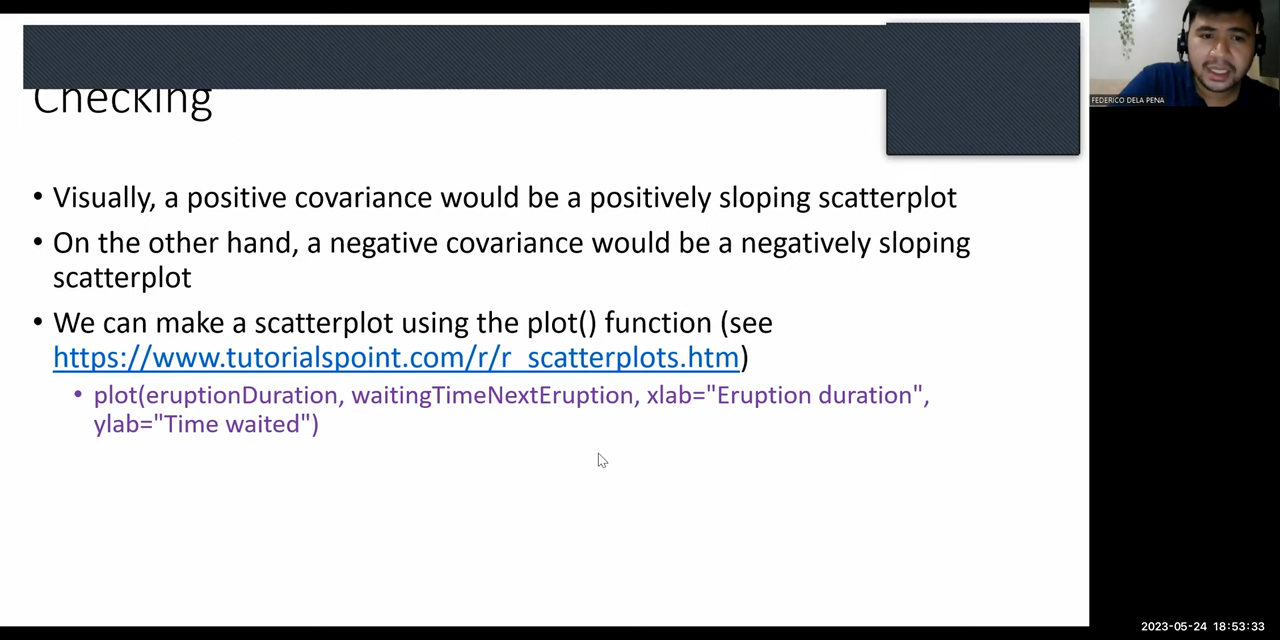 Checking
• Visually, a positive covariance would be a positively sloping scatterplot
• On the other hand, a negative covariance would be a negatively sloping
scatterplot
• We can make a scatterplot using the plot() function (see
https://www.tutorialspoint.com/r/r_scatterplots.htm)
• plot(eruptionDuration, waitingTimeNextEruption, xlab="Eruption duration",
ylab="Time waited")
FEDERICO DELA PENA
2023-05-24 18:53:33